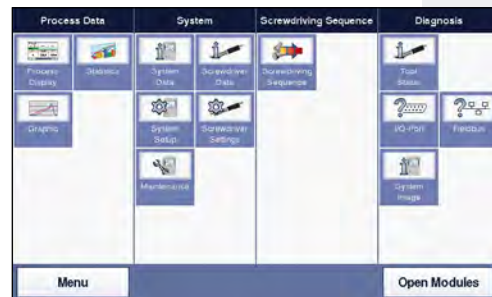 Process Data
System
Screwdriving Sequence
Diagnosis
Process
Display
Statistics
System
Data
Screwdriver
Data
Screwdriving
Sequence
Tool
Status
Graphic
System
Setup
Screwdriver
Settings
I/O-Port
Fieldbus
Maintenance
System
Image
Menu
Open Modules